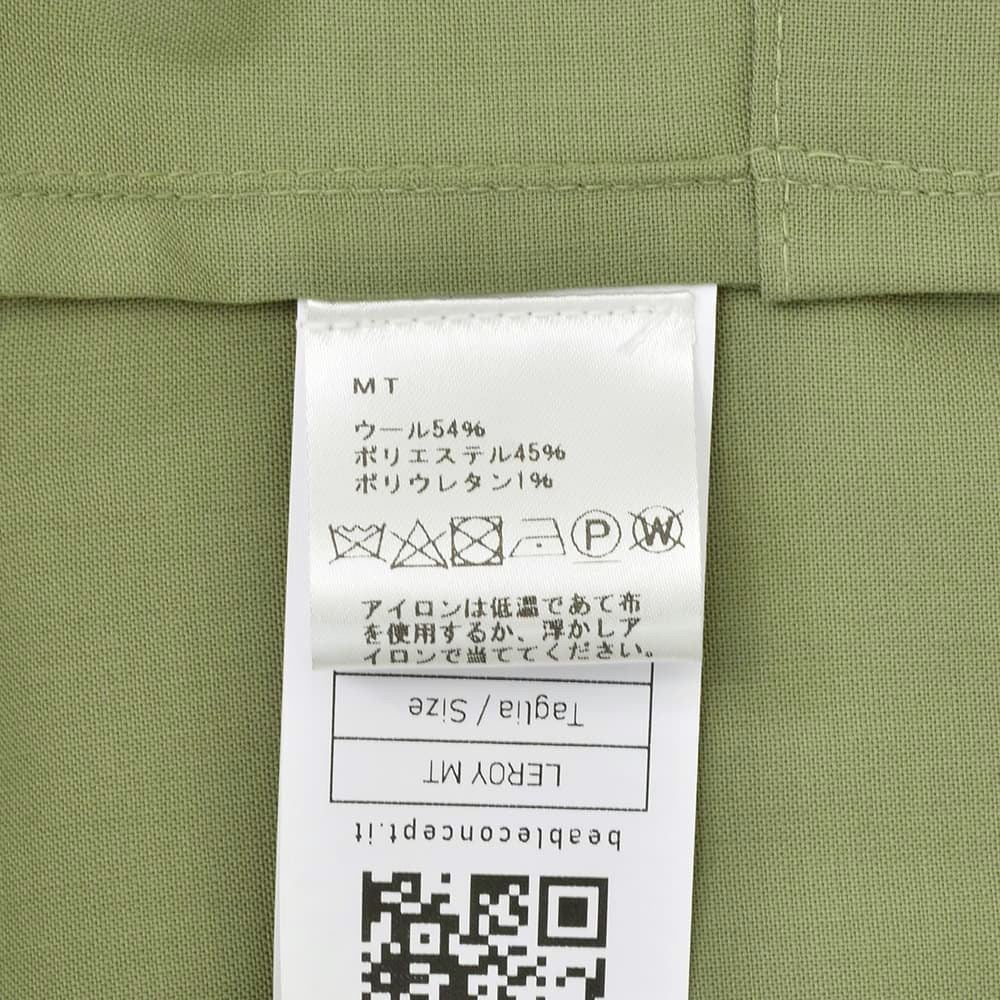 MT
ウール54%
ポリエステル45%
ポリウレタン1%
P W
アイロンは低温であて布
を使用するか、浮かしア
イロンで当ててください。
Taglia / Size
LEROY MT
beableconcept.it